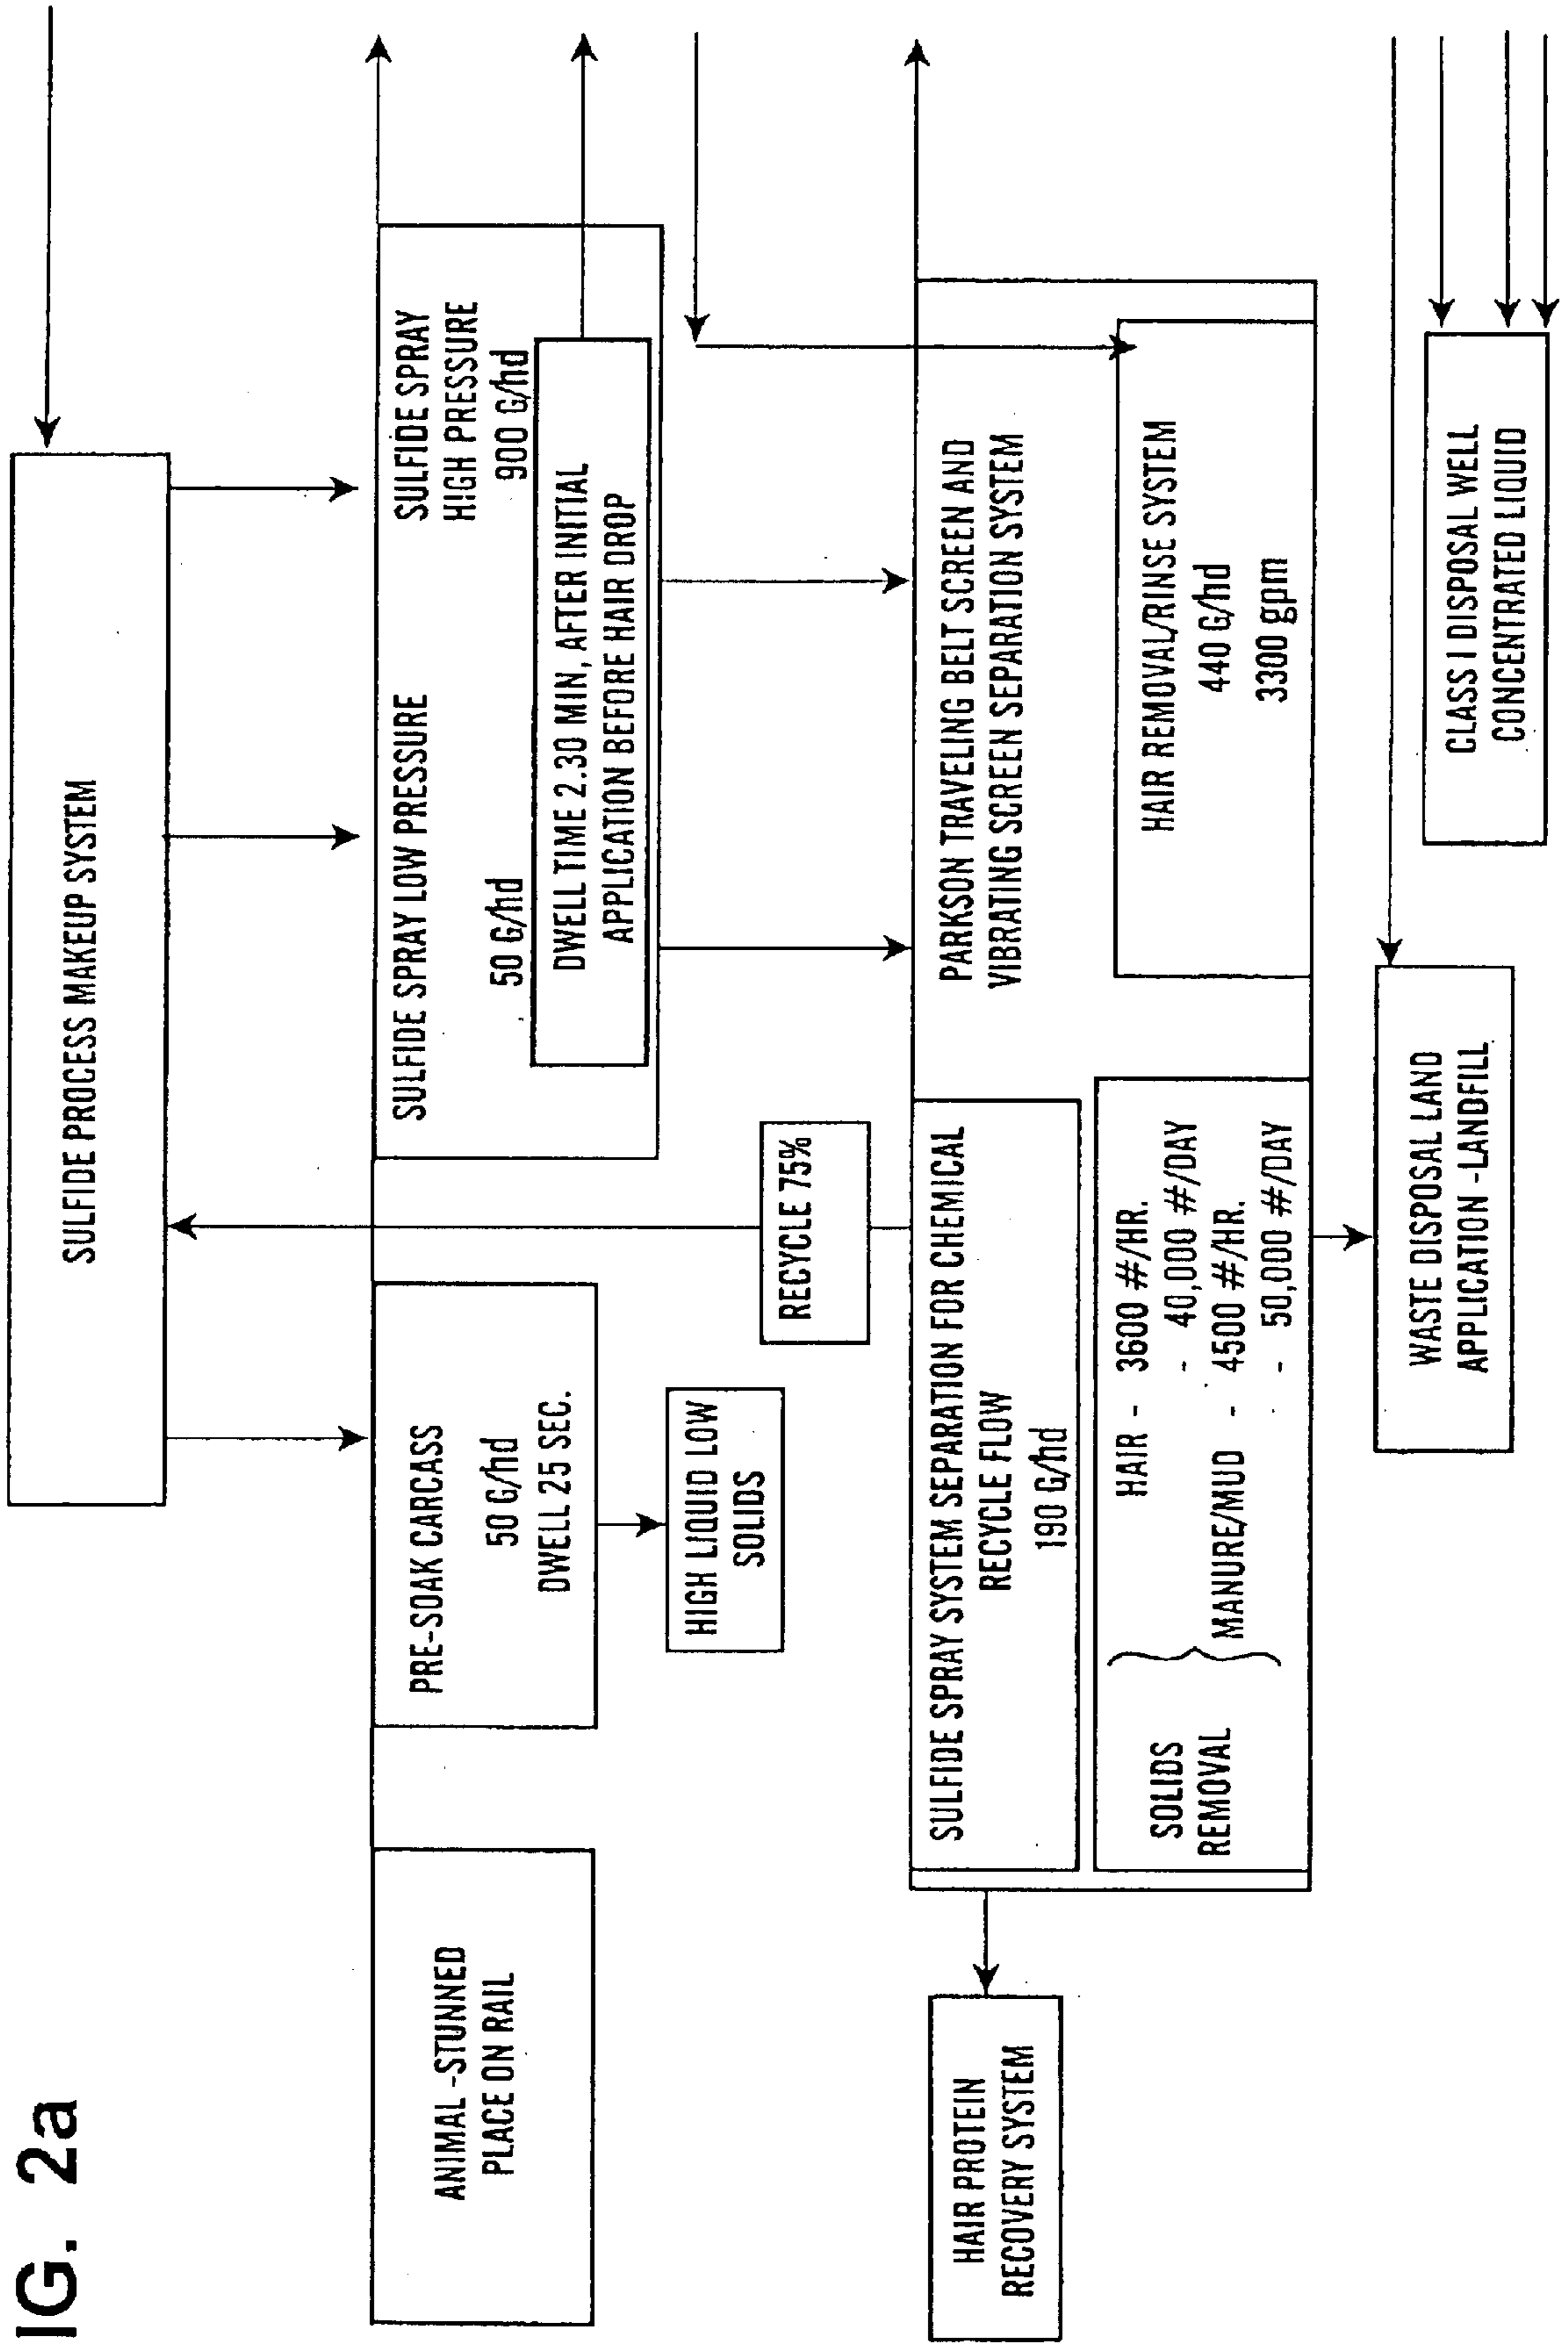 IG. 2a
SULFIDE PROCESS MAKEUP SYSTEM
ANIMAL -STUNNED
PLACE ON RAIL
PRE-SOAK CARCASS
50 G/hd
DWELL 25 SEC.
SULFIDE SPRAY LOW PRESSURE
50 G/hd
SULFIDE SPRAY
HIGH PRESSURE
900 G/hd
DWELL TIME 2.30 MIN, AFTER INITIAL
APPLICATION BEFORE HAIR DROP
HIGH LIQUID LOW
SOLIDS
RECYCLE 75%
HAIR PROTEIN
RECOVERY SYSTEM
SULFIDE SPRAY SYSTEM SEPARATION FOR CHEMICAL
RECYCLE FLOW
190 G/hd
PARKSON TRAVELING BELT SCREEN AND
VIBRATING SCREEN SEPARATION SYSTEM
SOLIDS
REMOVAL
HAIR - 3600 #/HR.
- 40,000 #/DAY
MANURE/MUD - 4500 #/HR.
- 50,000 #/DAY
HAIR REMOVAL/RINSE SYSTEM
440 G/hd
3300 gpm
WASTE DISPOSAL LAND
APPLICATION -LANDFILL
CLASS I DISPOSAL WELL
CONCENTRATED LIQUID